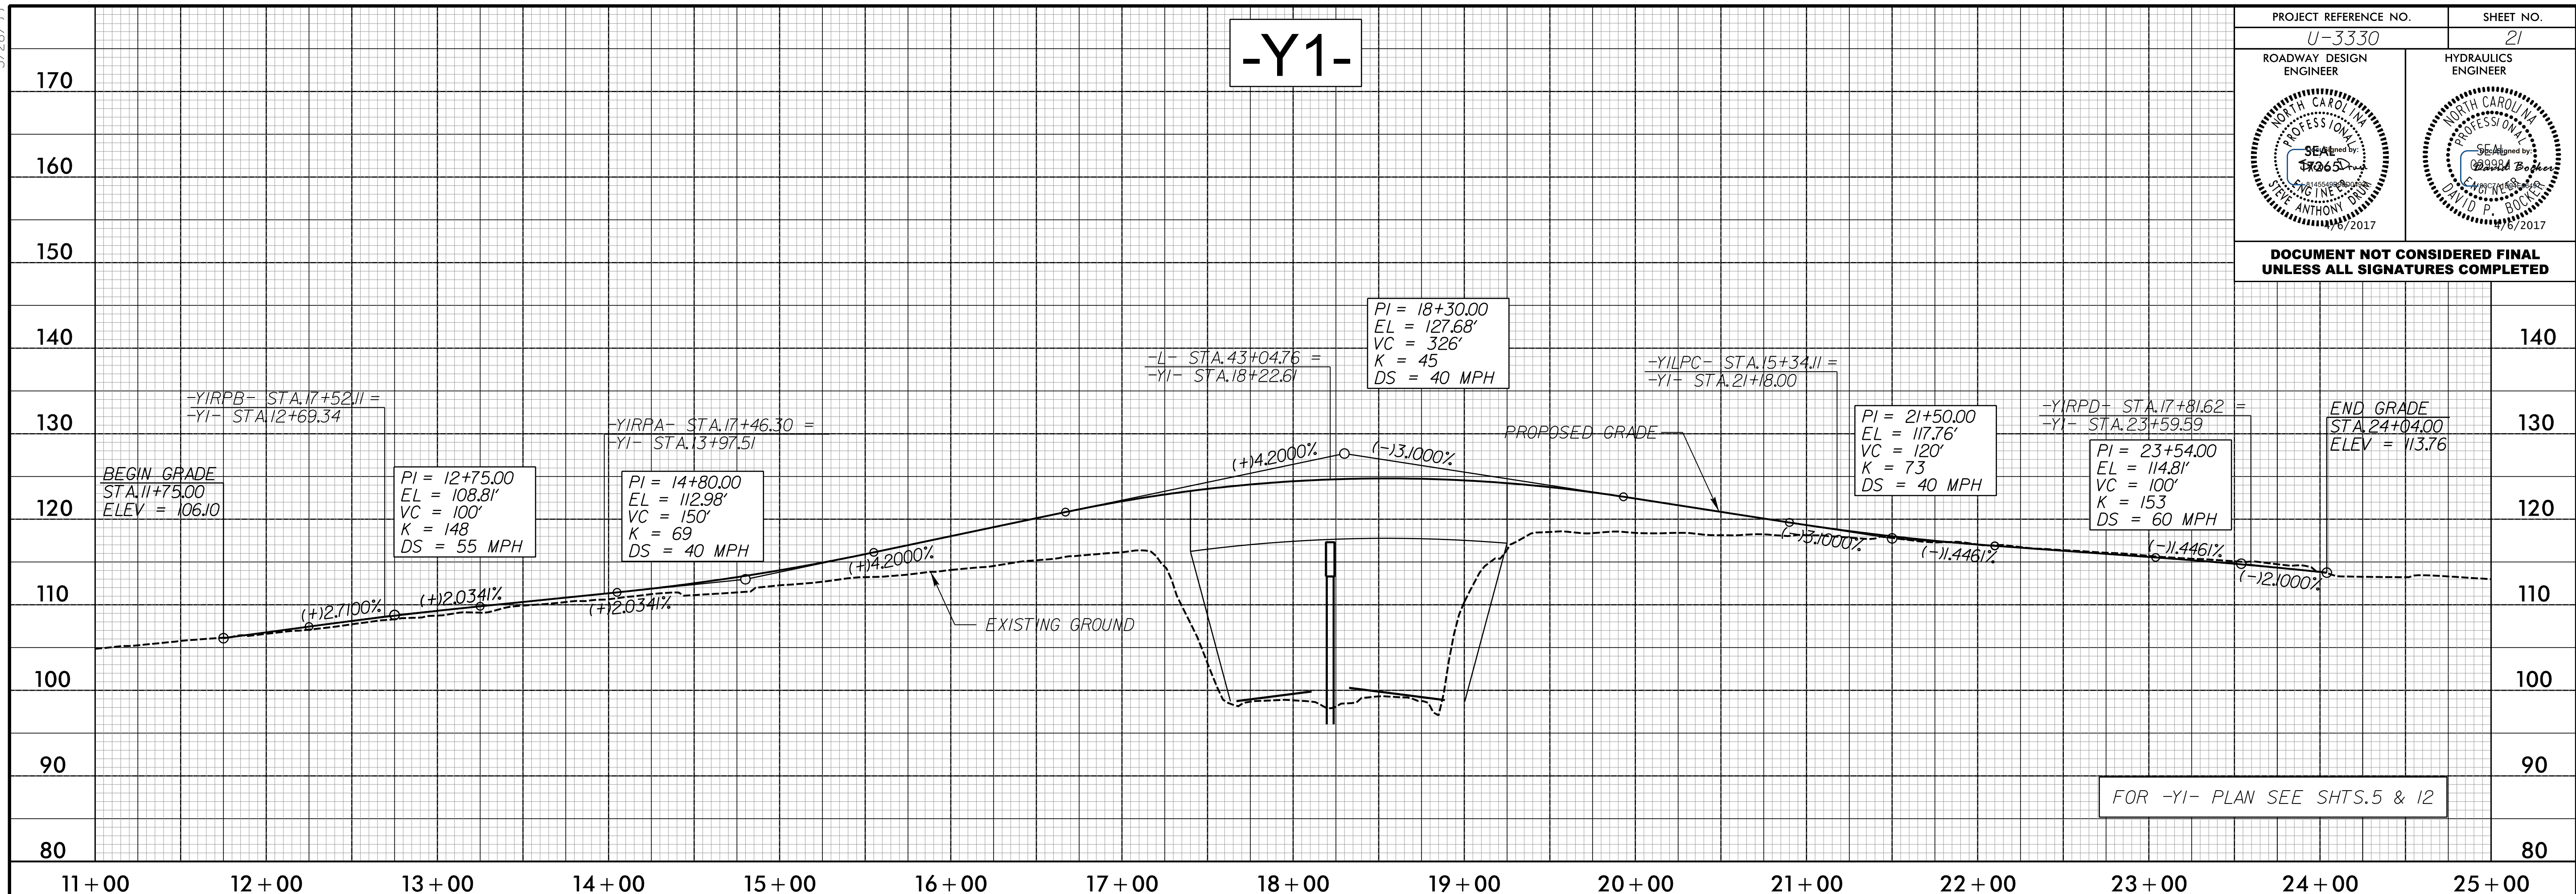 -Y1-
PROJECT REFERENCE NO.
SHEET NO.
U-3330
21
ROADWAY DESIGN
ENGINEER
HYDRAULICS
ENGINEER
NORTH CAROLINA
PROFESSIONAL
SEAL
17265
ENGINEER
STEVE ANTHONY DRUM
4/6/2017
NORTH CAROLINA
PROFESSIONAL
SEAL
ENGINEER
DAVID P. BOCKER
David Bocker
4/6/2017
DOCUMENT NOT CONSIDERED FINAL
UNLESS ALL SIGNATURES COMPLETED
170
160
150
140
130
120
110
100
90
80
140
130
120
110
100
90
80
BEGIN GRADE
STA.11+75.00
ELEV = 106.10
-Y1RPB- STA.17+52.11 =
-Y1- STA.12+69.34
PI = 12+75.00
EL = 108.81'
VC = 100'
K = 148
DS = 55 MPH
-Y1RPA- STA.17+46.30 =
-Y1- STA.13+97.51
PI = 14+80.00
EL = 112.98'
VC = 150'
K = 69
DS = 40 MPH
-L- STA.43+04.76 =
-Y1- STA.18+22.61
PI = 18+30.00
EL = 127.68'
VC = 326'
K = 45
DS = 40 MPH
-Y1LPC- STA.15+34.11 =
-Y1- STA.21+18.00
PROPOSED GRADE
PI = 21+50.00
EL = 117.76'
VC = 120'
K = 73
DS = 40 MPH
-Y1RPD- STA.17+81.62 =
-Y1- STA.23+59.59
PI = 23+54.00
EL = 114.81'
VC = 100'
K = 153
DS = 60 MPH
END GRADE
STA.24+04.00
ELEV = 113.76
(+)2.7100%
(+)2.0341%
(+)2.0341%
(+)4.2000%
(+)4.2000%
(-)3.1000%
(-)3.1000%
(-)1.4461%
(-)1.4461%
(-)2.1000%
EXISTING GROUND
FOR -Y1- PLAN SEE SHTS.5 & 12
11+00
12+00
13+00
14+00
15+00
16+00
17+00
18+00
19+00
20+00
21+00
22+00
23+00
24+00
25+00